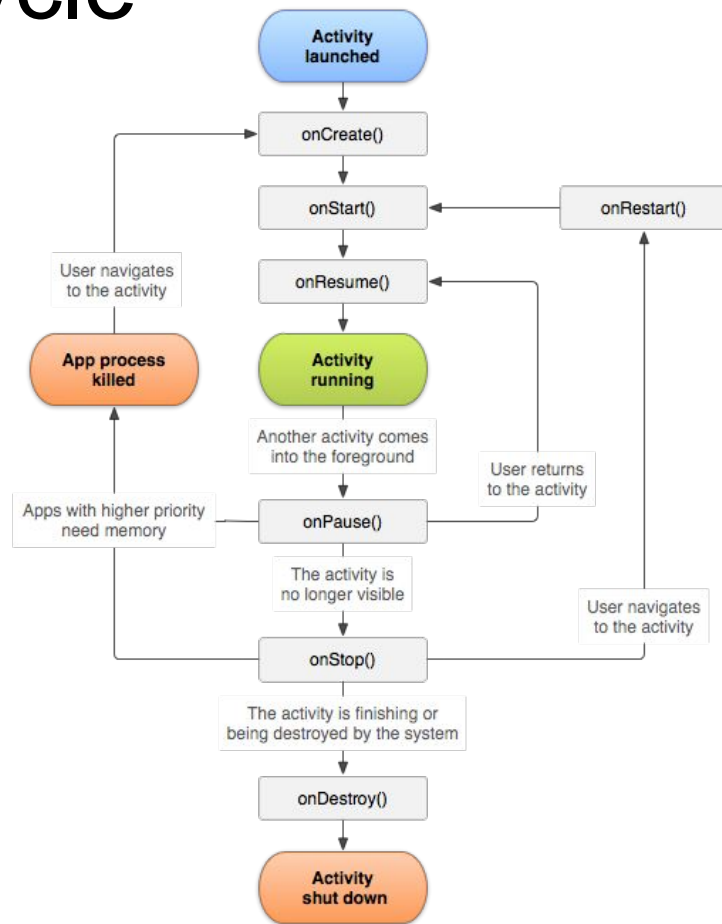 Activity
launched
onCreate()
onStart()
onRestart()
User navigates
to the activity
onResume()
App process
killed
Activity
running
Another activity comes
into the foreground
User returns
to the activity
Apps with higher priority
need memory
onPause()
The activity is
no longer visible
User navigates
to the activity
onStop()
The activity is finishing or
being destroyed by the system
onDestroy()
Activity
shut down